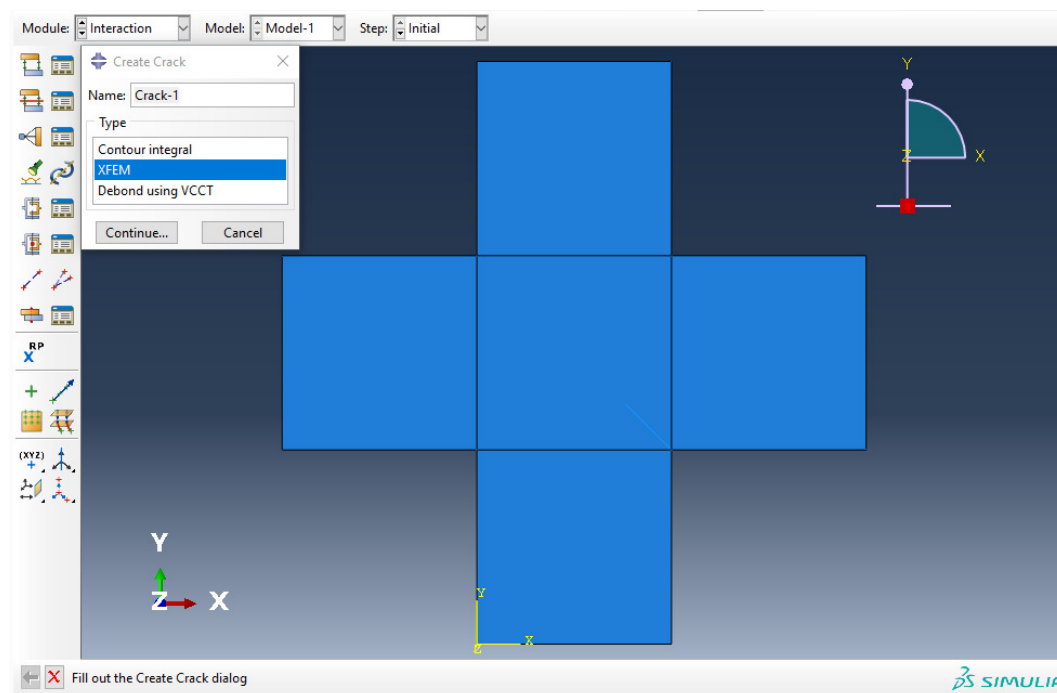 Module: Interaction Model: Model-1 Step: Initial
Create Crack
Name: Crack-1
Type
Contour integral
XFEM
Debond using VCCT
Continue... Cancel
Y
Z X
RP
X
(XYZ)
Y
Z X
Y
X
Z
Fill out the Create Crack dialog
SIMULIA